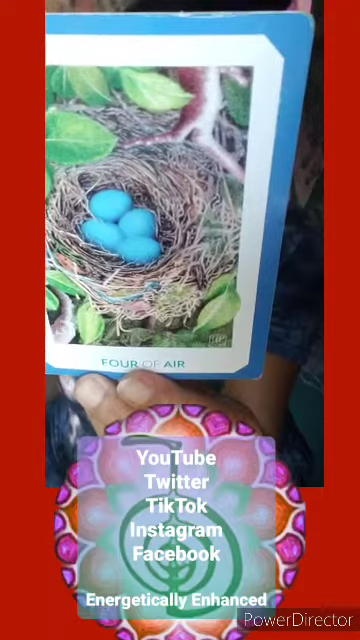 FOUR OF AIR
YouTube
Twitter
TikTok
Instagram
Facebook
Energetically Enhanced
PowerDirector